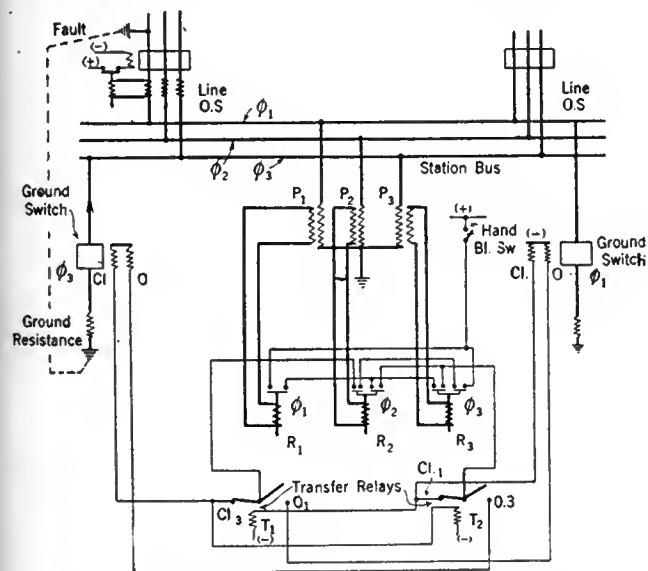 Fault
(-)
(+)
Line
O.S
Line
O.S
ϕ1
ϕ2
ϕ3
Station Bus
Ground
Switch
P1
P2
P3
(+)
Hand
Bl. Sw
(-)
Ground
Switch
ϕ3
Cl
O
Cl.
O
ϕ1
Ground
Resistance
ϕ1
ϕ2
ϕ3
R1
R2
R3
Cl.1
Transfer Relays
Cl3
O1
O.3
T1
T2
(-)
(-)